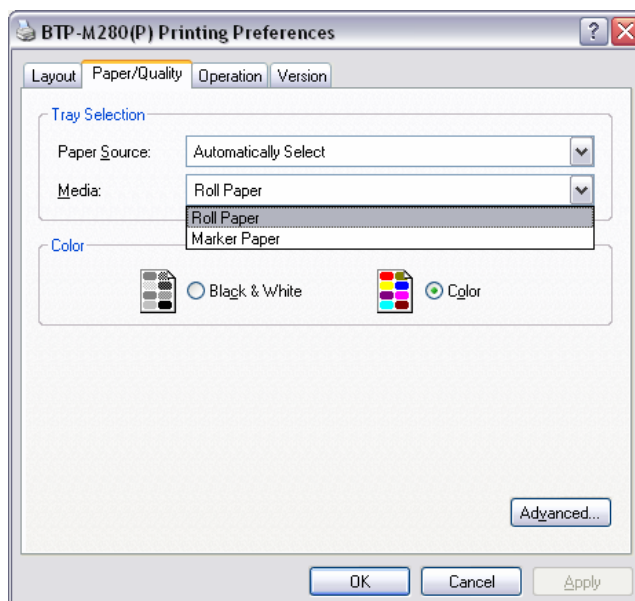 BTP-M280(P) Printing Preferences
Layout Paper/Quality Operation Version
Tray Selection
Paper Source: Automatically Select
Media: Roll Paper
Roll Paper
Marker Paper
Color
Black & White Color
Advanced...
OK Cancel Apply